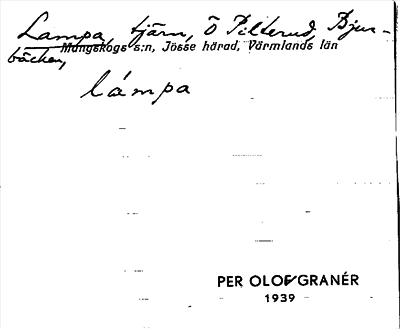 Lampa, tjärn, ö Pilterud, Bjur-
Mangskogs s:n, Jösse härad, Värmlands län
bäcken,
lámpa
PER OLOF GRANÉR
1939